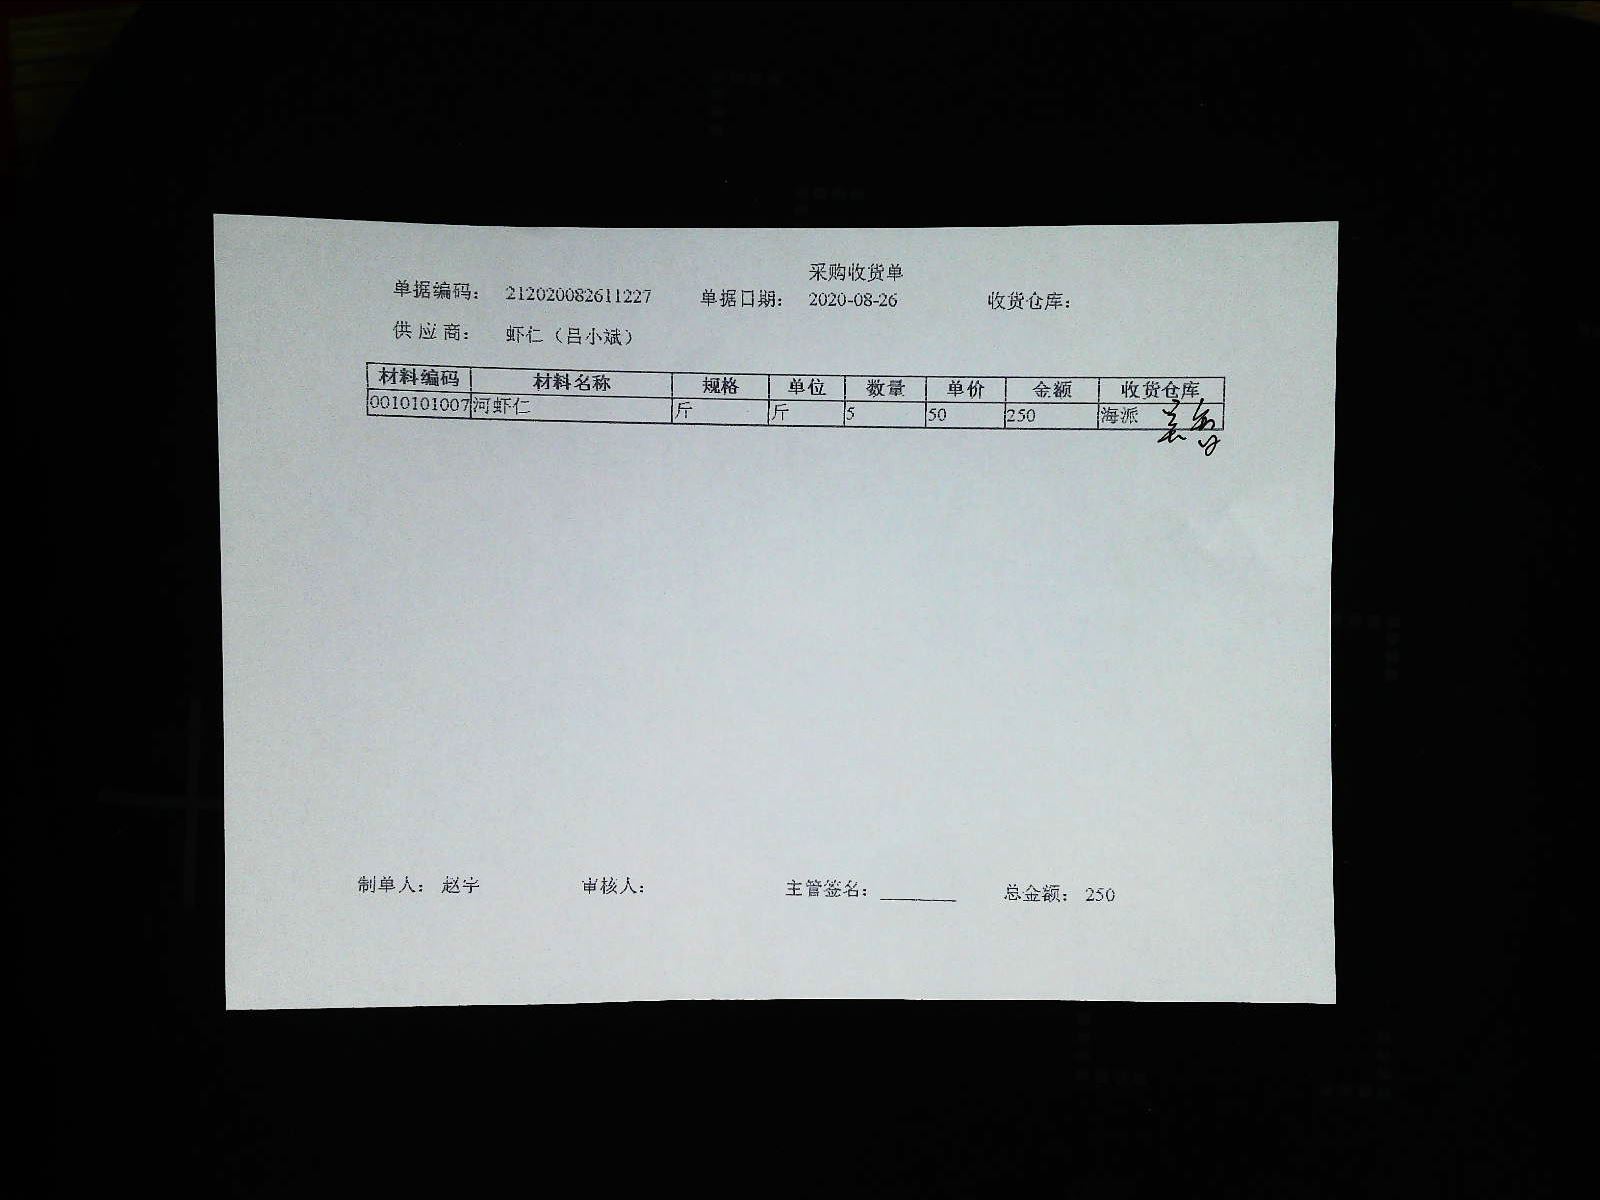 采购收货单
单据编码： 212020082611227 单据日期： 2020-08-26 收货仓库：
供 应 商： 虾仁（吕小斌）
材料编码 材料名称 规格 单位 数量 单价 金额 收货仓库
0010101007 河虾仁 斤 斤 5 50 250 海派
制单人： 赵宇 审核人： 主管签名： 总金额： 250